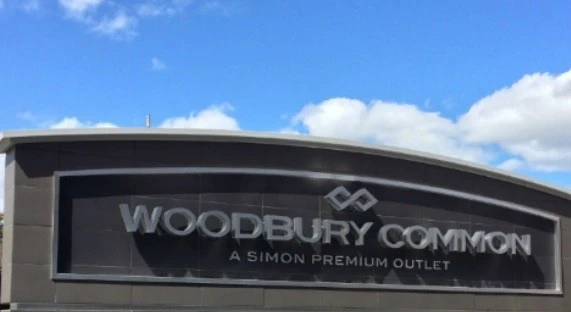 WOODBURY COMMON
A SIMON PREMIUM OUTLET